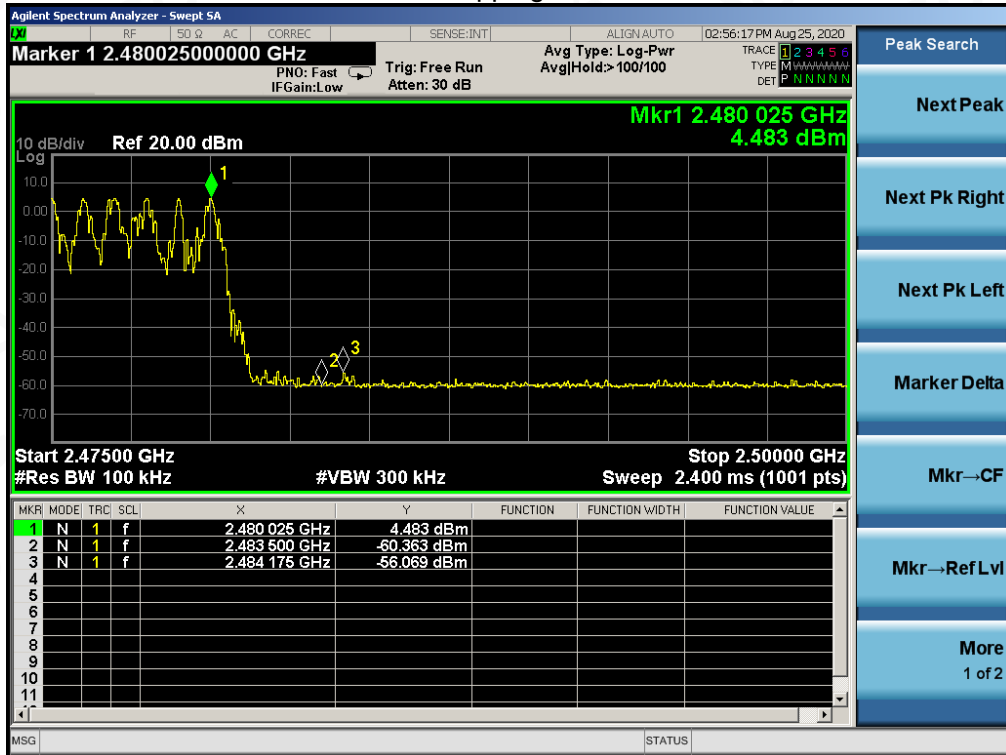 Agilent Spectrum Analyzer - Swept SA
LXI RF 50 Ω AC CORREC SENSE:INT ALIGN AUTO 02:56:17 PM Aug 25, 2020
Marker 1 2.480025000000 GHz
PNO: Fast
IFGain:Low
Trig: Free Run
Atten: 30 dB
Avg Type: Log-Pwr
Avg|Hold:> 100/100
TRACE 1 2 3 4 5 6
TYPE M
DET P N N N N N
Peak Search
Next Peak
Next Pk Right
Next Pk Left
Marker Delta
Mkr→CF
Mkr→Ref Lvl
More
1 of 2
Mkr1 2.480 025 GHz
4.483 dBm
10 dB/div Ref 20.00 dBm
Log
10.0
0.00
-10.0
-20.0
-30.0
-40.0
-50.0
-60.0
-70.0
1
2
3
Start 2.47500 GHz Stop 2.50000 GHz
#Res BW 100 kHz #VBW 300 kHz Sweep 2.400 ms (1001 pts)
MKR MODE TRC SCL X Y FUNCTION FUNCTION WIDTH FUNCTION VALUE
1 N 1 f 2.480 025 GHz 4.483 dBm
2 N 1 f 2.483 500 GHz -60.363 dBm
3 N 1 f 2.484 175 GHz -56.069 dBm
4
5
6
7
8
9
10
11
MSG STATUS